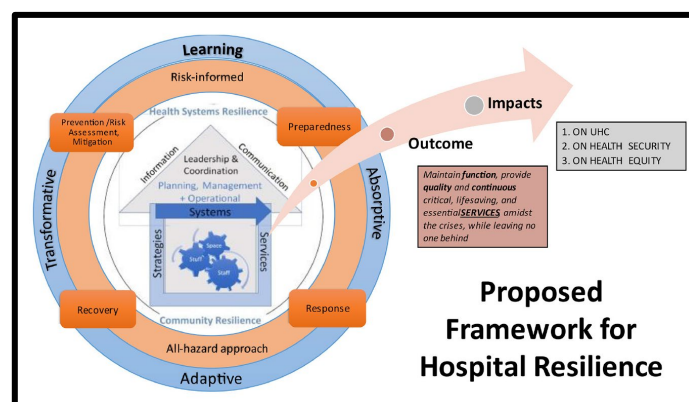 Learning
Risk-informed
Health Systems Resilience
Prevention /Risk
Assessment,
Mitigation
Preparedness
Information
Communication
Leadership &
Coordination
Planning, Management
+ Operational
Systems
Strategies
Services
Space
Stuff
Staff
Transformative
Absorptive
Community Resilience
Recovery
Response
All-hazard approach
Adaptive
Impacts
Outcome
Maintain function, provide
quality and continuous
critical, lifesaving, and
essentialSERVICES amidst
the crises, while leaving no
one behind
1. ON UHC
2. ON HEALTH SECURITY
3. ON HEALTH EQUITY
Proposed
Framework for
Hospital Resilience